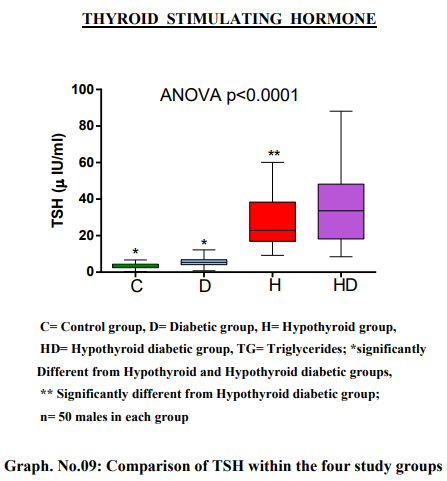 THYROID STIMULATING HORMONE
ANOVA p<0.0001
TSH (μ IU/ml)
100
80
60
40
20
0
*
*
**
C
D
H
HD
C= Control group, D= Diabetic group, H= Hypothyroid group,
HD= Hypothyroid diabetic group, TG= Triglycerides; *significantly
Different from Hypothyroid and Hypothyroid diabetic groups,
** Significantly different from Hypothyroid diabetic group;
n= 50 males in each group
Graph. No.09: Comparison of TSH within the four study groups